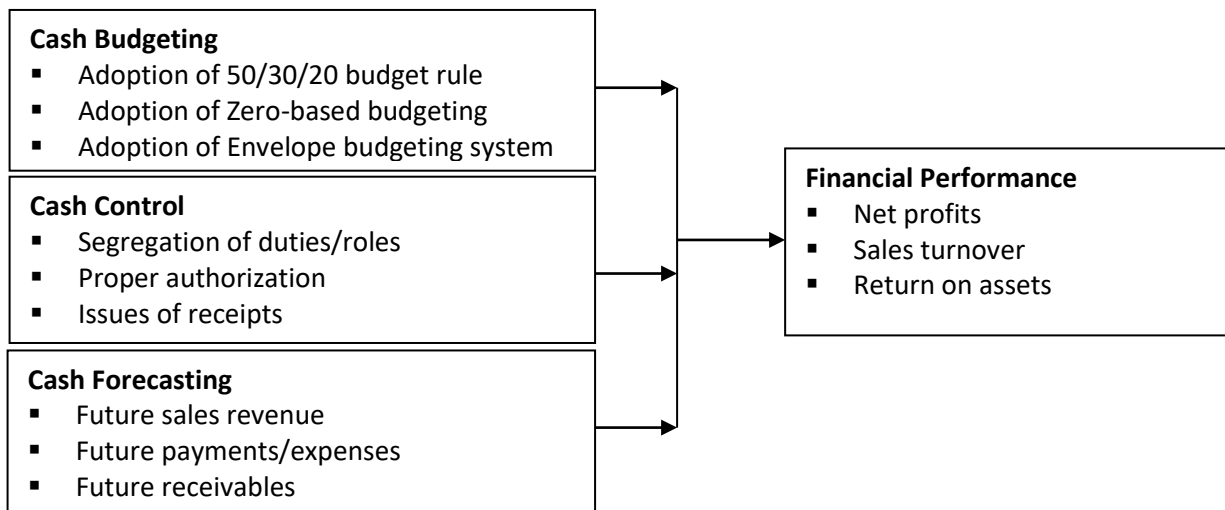 Cash Budgeting
▪ Adoption of 50/30/20 budget rule
▪ Adoption of Zero-based budgeting
▪ Adoption of Envelope budgeting system
Cash Control
▪ Segregation of duties/roles
▪ Proper authorization
▪ Issues of receipts
Cash Forecasting
▪ Future sales revenue
▪ Future payments/expenses
▪ Future receivables
Financial Performance
▪ Net profits
▪ Sales turnover
▪ Return on assets